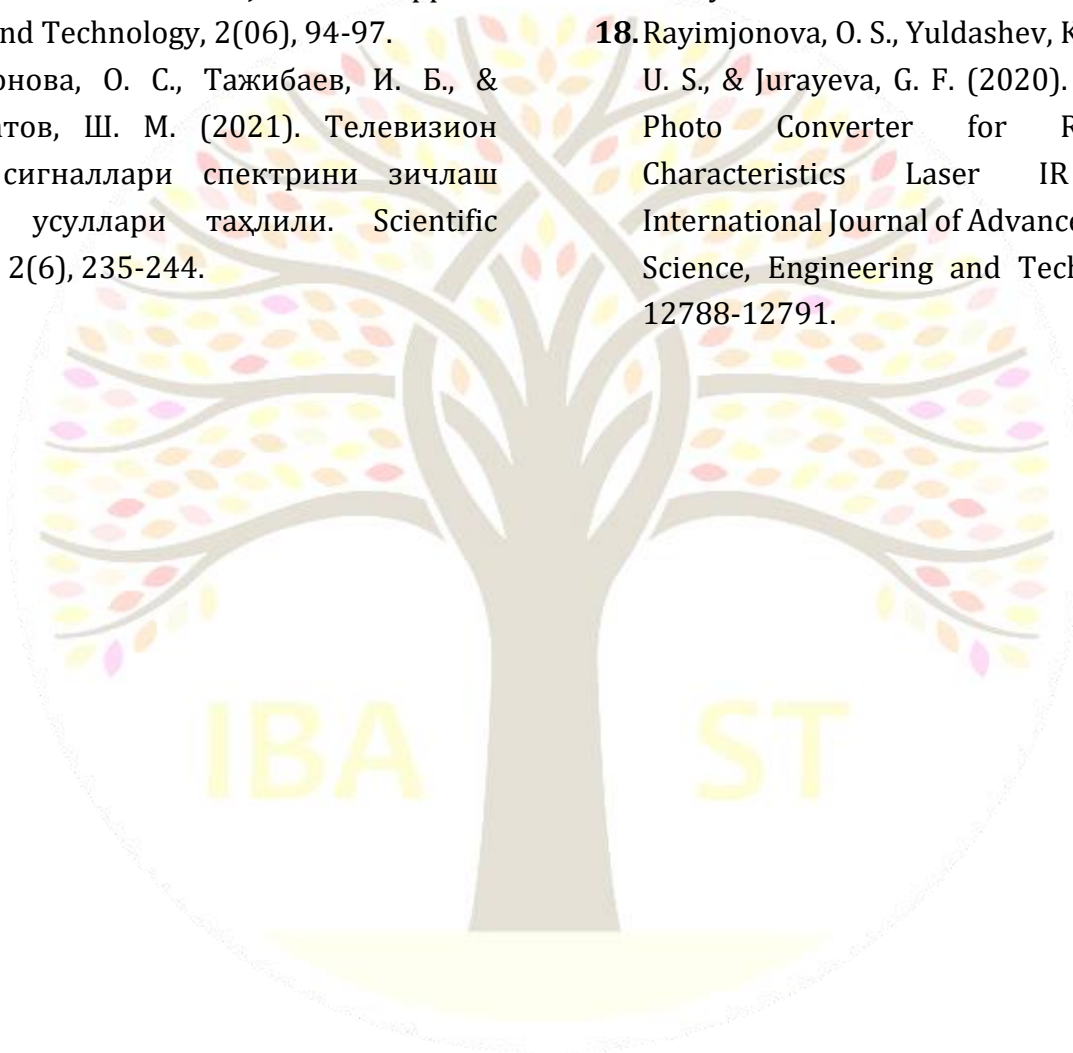 nd Technology, 2(06), 94-97.
онова, О. С., Тажибаев, И. Б., &
тов, Ш. М. (2021). Телевизион
сигналлари спектрини зичлаш
усуллари таҳлили. Scientific
2(6), 235-244.
18. Rayimjonova, O. S., Yuldashev, K
U. S., & Jurayeva, G. F. (2020).
Photo Converter for R
Characteristics Laser IR
International Journal of Advance
Science, Engineering and Tech
12788-12791.
IBA ST